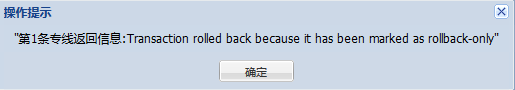 操作提示
"第1条专线返回信息:Transaction rolled back because it has been marked as rollback-only"
确定